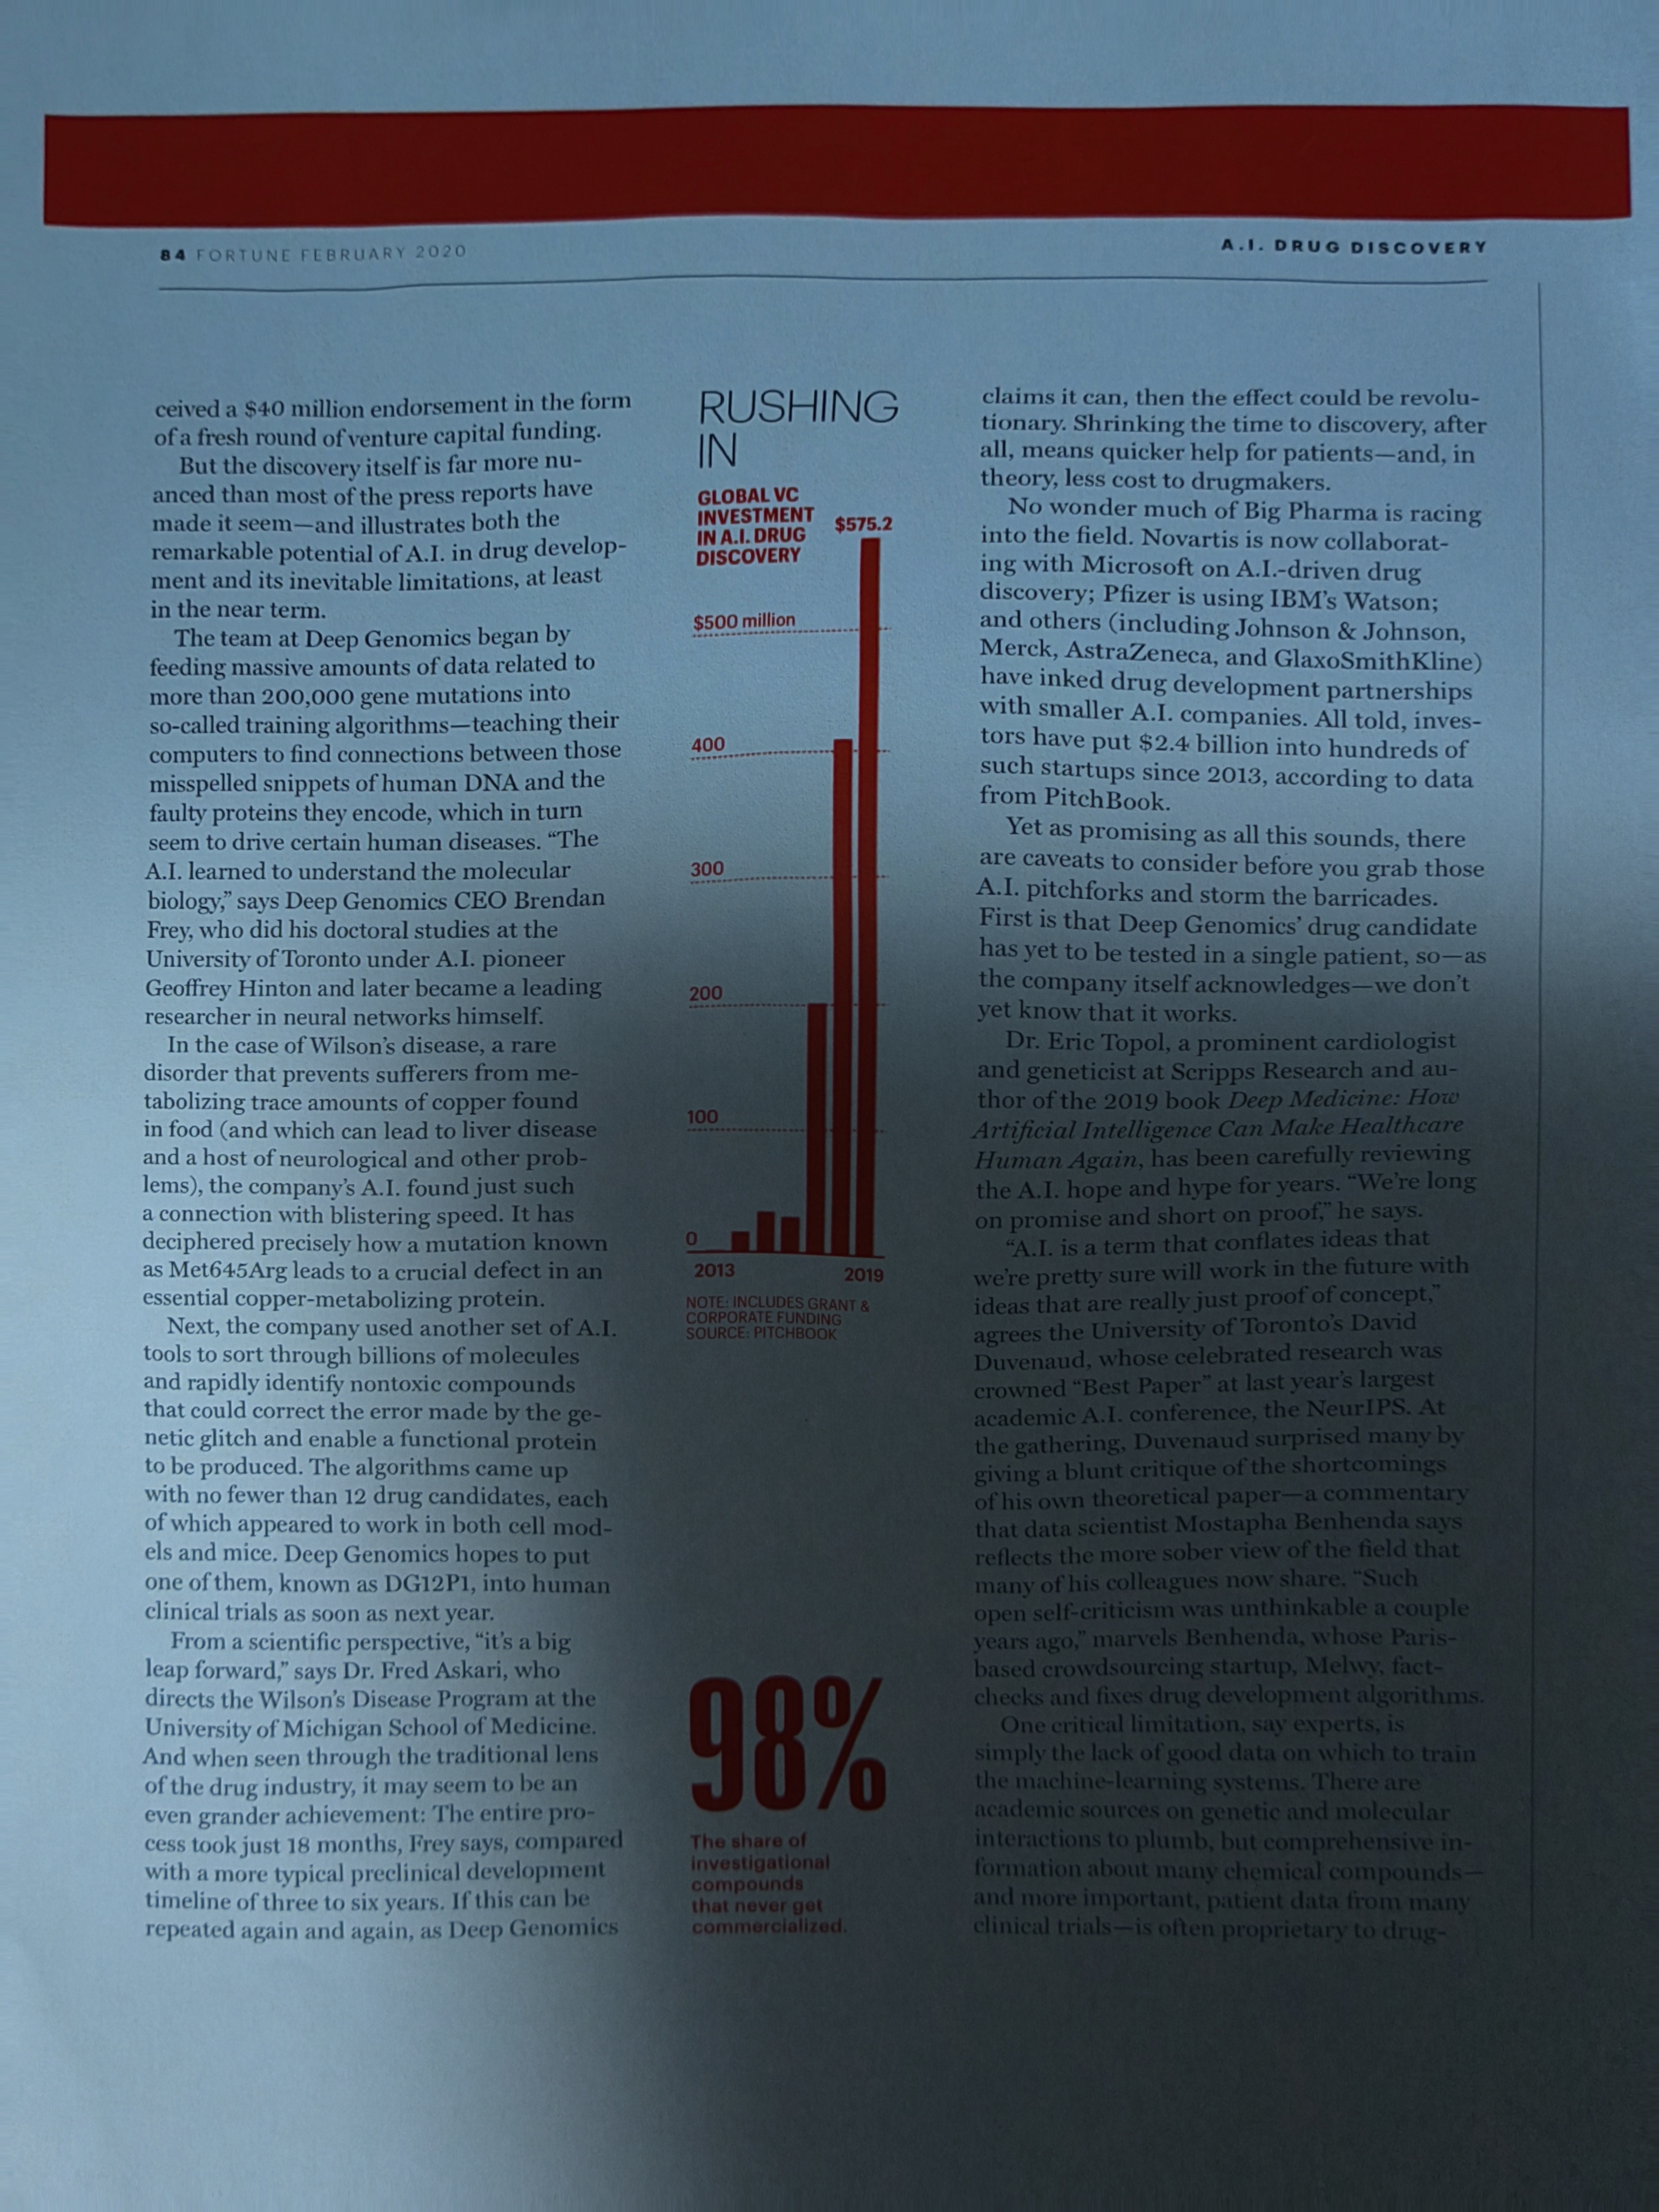 84 FORTUNE FEBRUARY 2020
A.I. DRUG DISCOVERY
ceived a $40 million endorsement in the form
of a fresh round of venture capital funding.
But the discovery itself is far more nu-
anced than most of the press reports have
made it seem—and illustrates both the
remarkable potential of A.I. in drug develop-
ment and its inevitable limitations, at least
in the near term.
The team at Deep Genomics began by
feeding massive amounts of data related to
more than 200,000 gene mutations into
so-called training algorithms—teaching their
computers to find connections between those
misspelled snippets of human DNA and the
faulty proteins they encode, which in turn
seem to drive certain human diseases. “The
A.I. learned to understand the molecular
biology,” says Deep Genomics CEO Brendan
Frey, who did his doctoral studies at the
University of Toronto under A.I. pioneer
Geoffrey Hinton and later became a leading
researcher in neural networks himself.
In the case of Wilson’s disease, a rare
disorder that prevents sufferers from me-
tabolizing trace amounts of copper found
in food (and which can lead to liver disease
and a host of neurological and other prob-
lems), the company’s A.I. found just such
a connection with blistering speed. It has
deciphered precisely how a mutation known
as Met645Arg leads to a crucial defect in an
essential copper-metabolizing protein.
Next, the company used another set of A.I.
tools to sort through billions of molecules
and rapidly identify nontoxic compounds
that could correct the error made by the ge-
netic glitch and enable a functional protein
to be produced. The algorithms came up
with no fewer than 12 drug candidates, each
of which appeared to work in both cell mod-
els and mice. Deep Genomics hopes to put
one of them, known as DG12P1, into human
clinical trials as soon as next year.
From a scientific perspective, “it’s a big
leap forward,” says Dr. Fred Askari, who
directs the Wilson’s Disease Program at the
University of Michigan School of Medicine.
And when seen through the traditional lens
of the drug industry, it may seem to be an
even grander achievement: The entire pro-
cess took just 18 months, Frey says, compared
with a more typical preclinical development
timeline of three to six years. If this can be
repeated again and again, as Deep Genomics
RUSHING
IN
GLOBAL VC
INVESTMENT
IN A.I. DRUG
DISCOVERY
$575.2
$500 million
400
300
200
100
0
2013
2019
NOTE: INCLUDES GRANT &
CORPORATE FUNDING
SOURCE: PITCHBOOK
98%
The share of
investigational
compounds
that never get
commercialized.
claims it can, then the effect could be revolu-
tionary. Shrinking the time to discovery, after
all, means quicker help for patients—and, in
theory, less cost to drugmakers.
No wonder much of Big Pharma is racing
into the field. Novartis is now collaborat-
ing with Microsoft on A.I.-driven drug
discovery; Pfizer is using IBM’s Watson;
and others (including Johnson & Johnson,
Merck, AstraZeneca, and GlaxoSmithKline)
have inked drug development partnerships
with smaller A.I. companies. All told, inves-
tors have put $2.4 billion into hundreds of
such startups since 2013, according to data
from PitchBook.
Yet as promising as all this sounds, there
are caveats to consider before you grab those
A.I. pitchforks and storm the barricades.
First is that Deep Genomics’ drug candidate
has yet to be tested in a single patient, so—as
the company itself acknowledges—we don’t
yet know that it works.
Dr. Eric Topol, a prominent cardiologist
and geneticist at Scripps Research and au-
thor of the 2019 book Deep Medicine: How
Artificial Intelligence Can Make Healthcare
Human Again, has been carefully reviewing
the A.I. hope and hype for years. “We’re long
on promise and short on proof,” he says.
“A.I. is a term that conflates ideas that
we’re pretty sure will work in the future with
ideas that are really just proof of concept,”
agrees the University of Toronto’s David
Duvenaud, whose celebrated research was
crowned “Best Paper” at last year’s largest
academic A.I. conference, the NeurIPS. At
the gathering, Duvenaud surprised many by
giving a blunt critique of the shortcomings
of his own theoretical paper—a commentary
that data scientist Mostapha Benhenda says
reflects the more sober view of the field that
many of his colleagues now share. “Such
open self-criticism was unthinkable a couple
years ago,” marvels Benhenda, whose Paris-
based crowdsourcing startup, Melwy, fact-
checks and fixes drug development algorithms.
One critical limitation, say experts, is
simply the lack of good data on which to train
the machine-learning systems. There are
academic sources on genetic and molecular
interactions to plumb, but comprehensive in-
formation about many chemical compounds—
and more important, patient data from many
clinical trials—is often proprietary to drug-